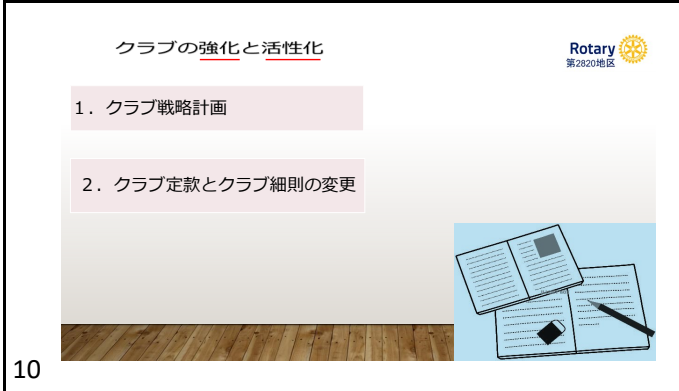 クラブの強化と活性化
Rotary
第2820地区
1．クラブ戦略計画
2．クラブ定款とクラブ細則の変更
10